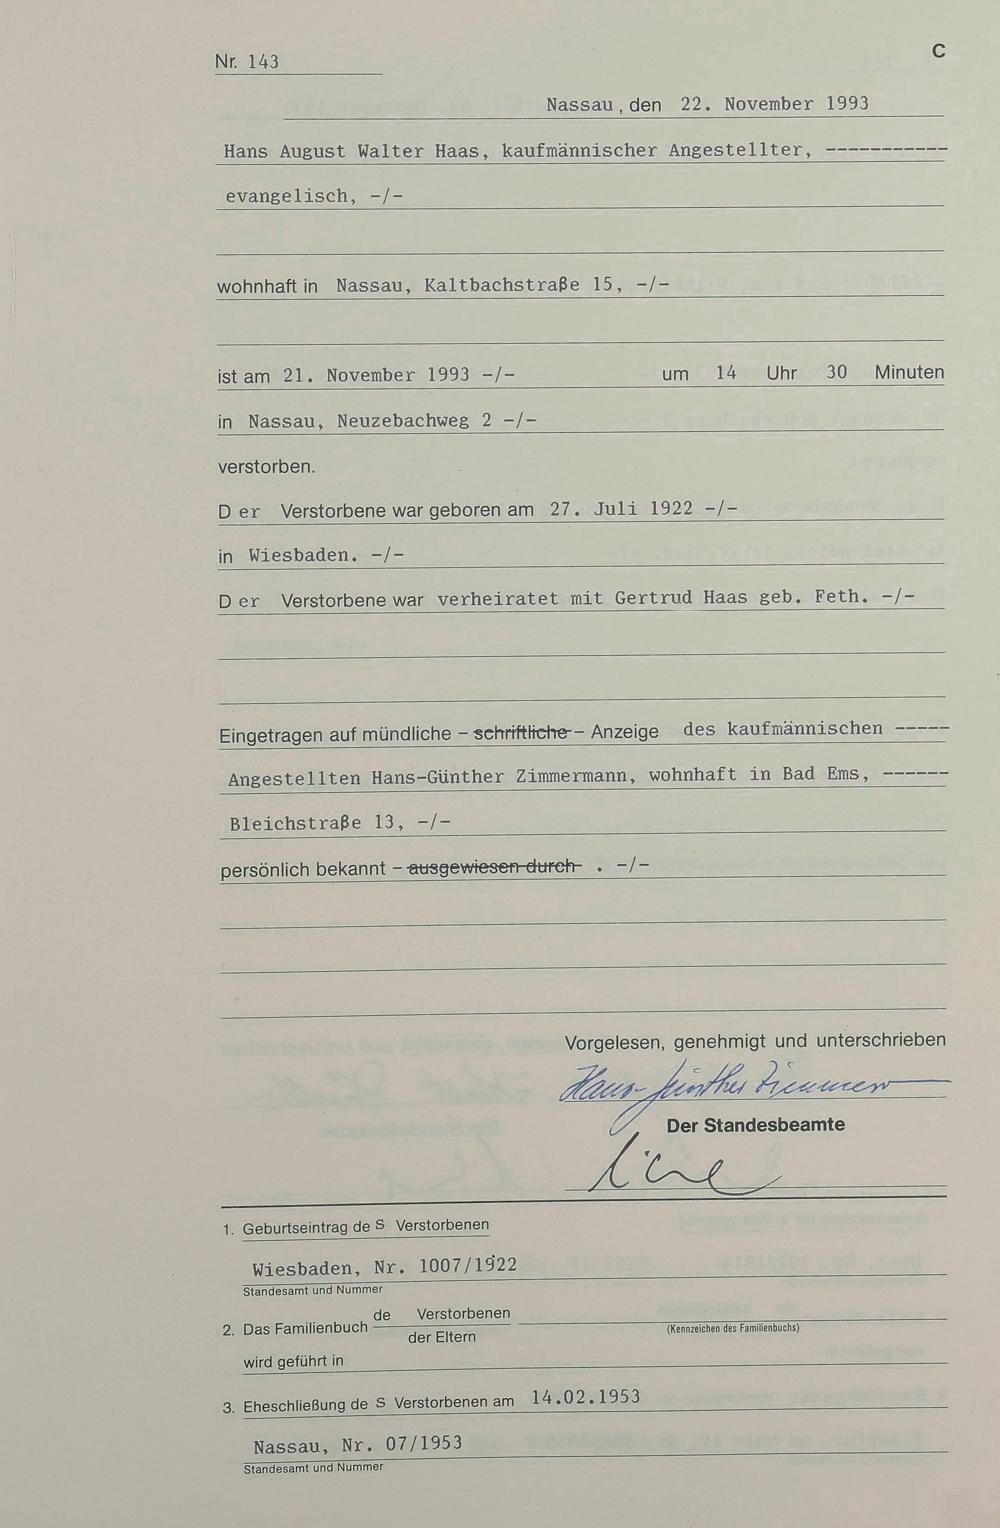 C
Nr. 143
Nassau, den 22. November 1993
Hans August Walter Haas, kaufmännischer Angestellter, -----------
evangelisch, -/-
wohnhaft in Nassau, Kaltbachstraße 15, -/-
ist am 21. November 1993 -/- um 14 Uhr 30 Minuten
in Nassau, Neuzebachweg 2 -/-
verstorben.
Der Verstorbene war geboren am 27. Juli 1922 -/-
in Wiesbaden. -/-
Der Verstorbene war verheiratet mit Gertrud Haas geb. Feth. -/-
Eingetragen auf mündliche – schriftliche – Anzeige des kaufmännischen -----
Angestellten Hans-Günther Zimmermann, wohnhaft in Bad Ems, ------
Bleichstraße 13, -/-
persönlich bekannt – ausgewiesen durch . -/-
Vorgelesen, genehmigt und unterschrieben
Hans-Günther Zimmermann
Der Standesbeamte
1. Geburtseintrag des Verstorbenen
Wiesbaden, Nr. 1007/1922
Standesamt und Nummer
2. Das Familienbuch de Verstorbenen
der Eltern
(Kennzeichen des Familienbuchs)
wird geführt in
3. Eheschließung des Verstorbenen am 14.02.1953
Nassau, Nr. 07/1953
Standesamt und Nummer